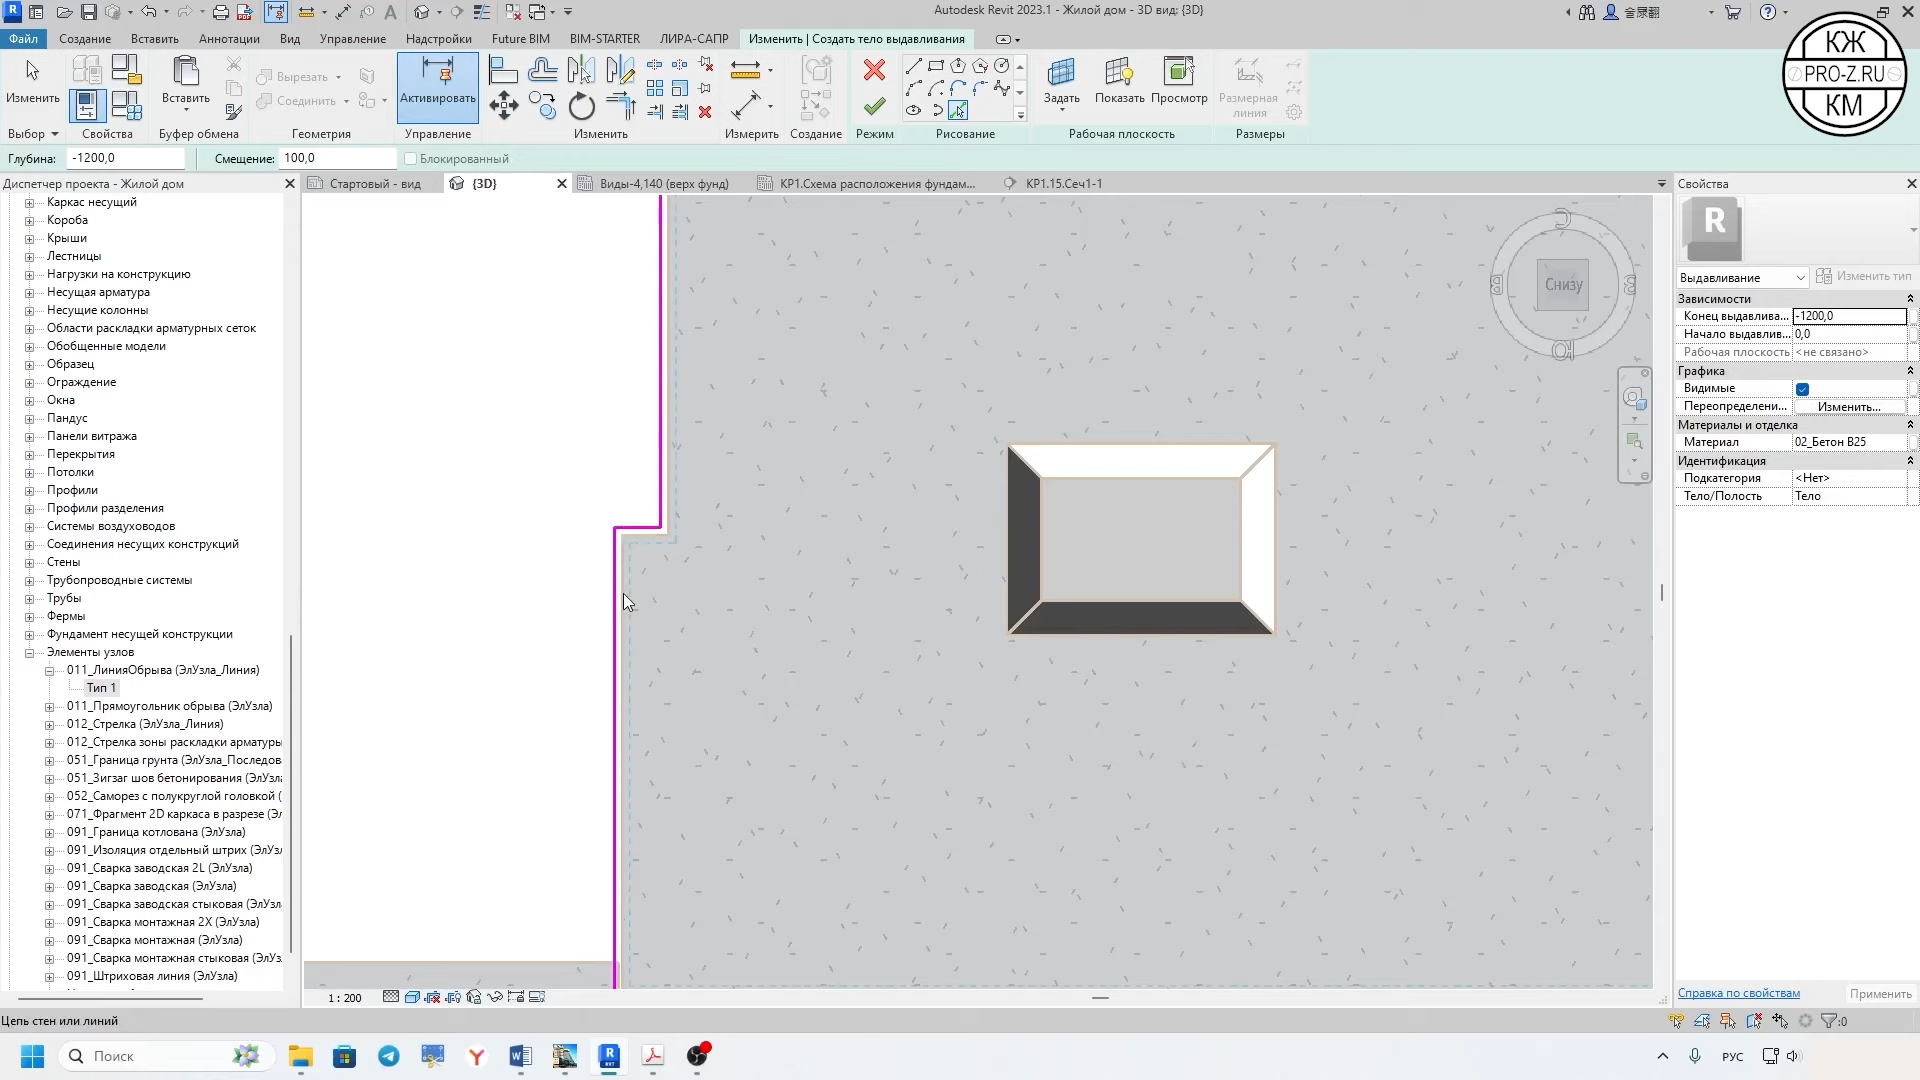 Autodesk Revit 2023.1 - Жилой дом - 3D вид: {3D}
Файл
Создание
Вставить
Аннотации
Вид
Управление
Надстройки
Future BIM
BIM-STARTER
ЛИРА-САПР
Изменить | Создать тело выдавливания
КЖ
PRO-Z.RU
КМ
Изменить
Вставить
Вырезать
Соединить
Активировать
Задать
Показать
Просмотр
Размерная
линия
Выбор
Свойства
Буфер обмена
Геометрия
Управление
Изменить
Измерить
Создание
Режим
Рисование
Рабочая плоскость
Размеры
Глубина: -1200,0
Смещение: 100,0
Блокированный
Диспетчер проекта - Жилой дом
Стартовый - вид
{3D}
Виды-4,140 (верх фунд)
КР1.Схема расположения фундам...
КР1.15.Сеч1-1
Свойства
Каркас несущий
Короба
Крыши
Лестницы
Нагрузки на конструкцию
Несущая арматура
Несущие колонны
Области раскладки арматурных сеток
Обобщенные модели
Образец
Ограждение
Окна
Пандус
Панели витража
Перекрытия
Потолки
Профили
Профили разделения
Системы воздуховодов
Соединения несущих конструкций
Стены
Трубопроводные системы
Трубы
Фермы
Фундамент несущей конструкции
Элементы узлов
011_ЛинияОбрыва (ЭлУзла_Линия)
Тип 1
011_Прямоугольник обрыва (ЭлУзла)
012_Стрелка (ЭлУзла_Линия)
012_Стрелка зоны раскладки арматуры
051_Граница грунта (ЭлУзла_Последов
051_Зигзаг шов бетонирования (ЭлУзла
052_Саморез с полукруглой головкой (
071_Фрагмент 2D каркаса в разрезе (Эл
091_Граница котлована (ЭлУзла)
091_Изоляция отдельный штрих (ЭлУзл
091_Сварка заводская 2L (ЭлУзла)
091_Сварка заводская (ЭлУзла)
091_Сварка заводская стыковая (ЭлУзл
091_Сварка монтажная 2X (ЭлУзла)
091_Сварка монтажная (ЭлУзла)
091_Сварка монтажная стыковая (ЭлУз
091_Штриховая линия (ЭлУзла)
Снизу
С
В
З
Ю
R
Выдавливание
Изменить тип
Зависимости
Конец выдавлива... -1200,0
Начало выдавлив... 0,0
Рабочая плоскость <не связано>
Графика
Видимые
Переопределени... Изменить...
Материалы и отделка
Материал 02_Бетон B25
Идентификация
Подкатегория <Нет>
Тело/Полость Тело
1 : 200
Справка по свойствам
Применить
Цепь стен или линий
:0
Поиск
РУС